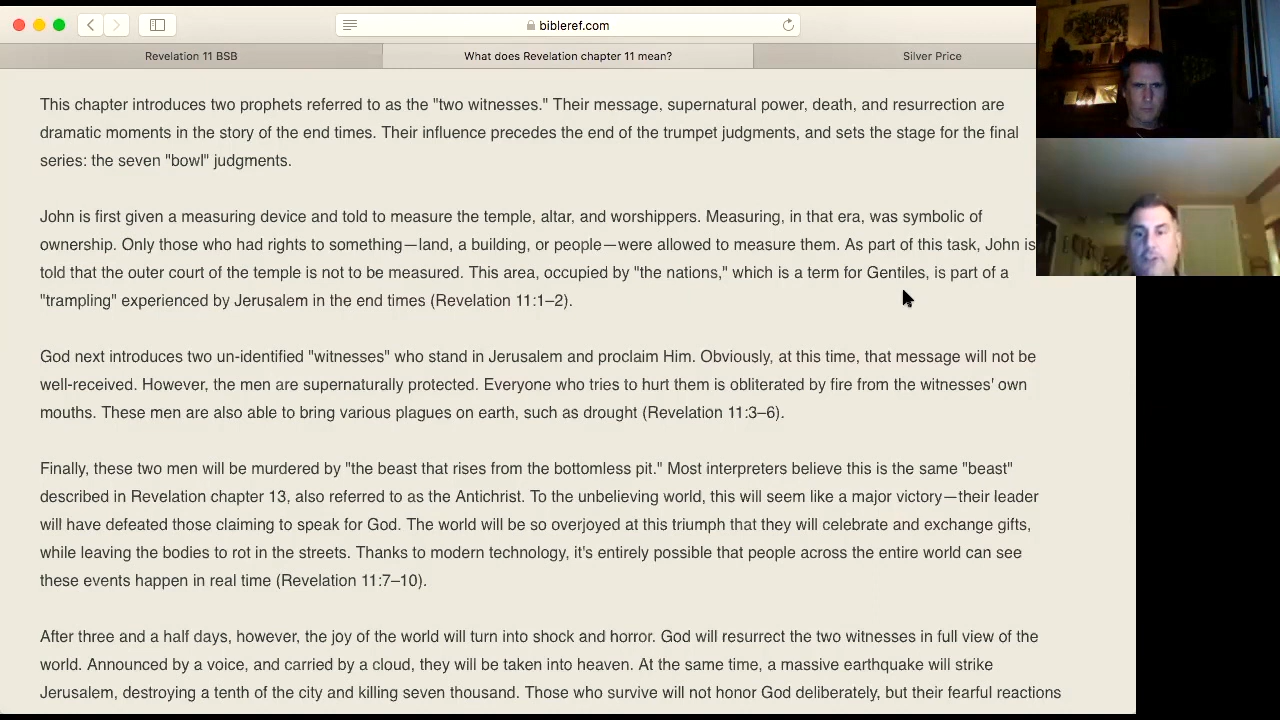 bibleref.com
Revelation 11 BSB
What does Revelation chapter 11 mean?
Silver Price
This chapter introduces two prophets referred to as the "two witnesses." Their message, supernatural power, death, and resurrection are
dramatic moments in the story of the end times. Their influence precedes the end of the trumpet judgments, and sets the stage for the final
series: the seven "bowl" judgments.
John is first given a measuring device and told to measure the temple, altar, and worshippers. Measuring, in that era, was symbolic of
ownership. Only those who had rights to something—land, a building, or people—were allowed to measure them. As part of this task, John is
told that the outer court of the temple is not to be measured. This area, occupied by "the nations," which is a term for Gentiles, is part of a
"trampling" experienced by Jerusalem in the end times (Revelation 11:1–2).
God next introduces two un-identified "witnesses" who stand in Jerusalem and proclaim Him. Obviously, at this time, that message will not be
well-received. However, the men are supernaturally protected. Everyone who tries to hurt them is obliterated by fire from the witnesses' own
mouths. These men are also able to bring various plagues on earth, such as drought (Revelation 11:3–6).
Finally, these two men will be murdered by "the beast that rises from the bottomless pit." Most interpreters believe this is the same "beast"
described in Revelation chapter 13, also referred to as the Antichrist. To the unbelieving world, this will seem like a major victory—their leader
will have defeated those claiming to speak for God. The world will be so overjoyed at this triumph that they will celebrate and exchange gifts,
while leaving the bodies to rot in the streets. Thanks to modern technology, it's entirely possible that people across the entire world can see
these events happen in real time (Revelation 11:7–10).
After three and a half days, however, the joy of the world will turn into shock and horror. God will resurrect the two witnesses in full view of the
world. Announced by a voice, and carried by a cloud, they will be taken into heaven. At the same time, a massive earthquake will strike
Jerusalem, destroying a tenth of the city and killing seven thousand. Those who survive will not honor God deliberately, but their fearful reactions